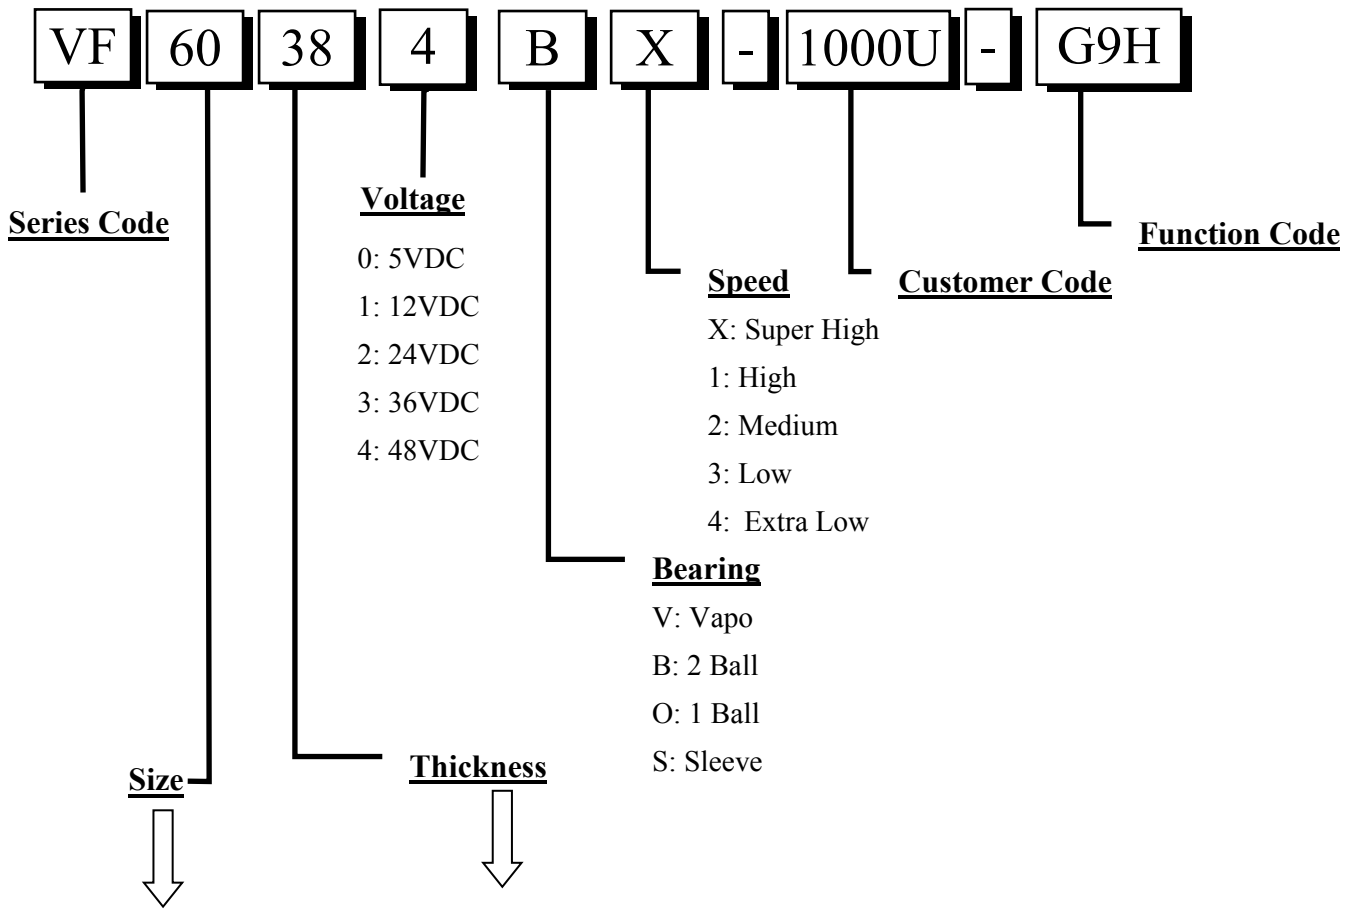 VF 60 38 4 B X - 1000U - G9H
Series Code
Voltage
0: 5VDC
1: 12VDC
2: 24VDC
3: 36VDC
4: 48VDC
Function Code
Customer Code
Speed
X: Super High
1: High
2: Medium
3: Low
4: Extra Low
Bearing
V: Vapo
B: 2 Ball
O: 1 Ball
S: Sleeve
Size
Thickness